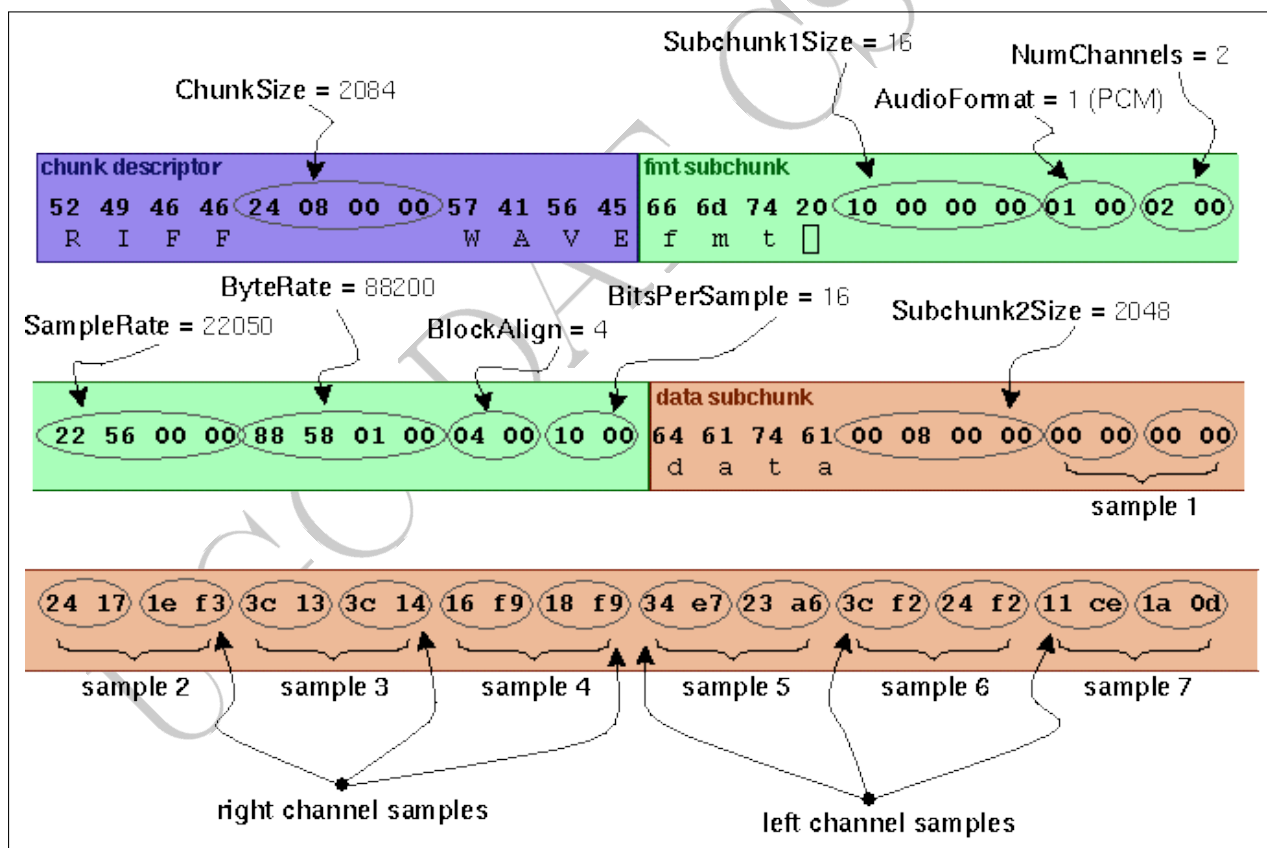 Subchunk1Size = 16
NumChannels = 2
ChunkSize = 2084
AudioFormat = 1 (PCM)
chunk descriptor
fmt subchunk
52 49 46 46 24 08 00 00 57 41 56 45 66 6d 74 20 10 00 00 00 01 00 02 00
R I F F W A V E f m t
ByteRate = 88200
BitsPerSample = 16
SampleRate = 22050
BlockAlign = 4
Subchunk2Size = 2048
data subchunk
22 56 00 00 88 58 01 00 04 00 10 00 64 61 74 61 00 08 00 00 00 00 00 00
d a t a
sample 1
24 17 1e f3 3c 13 3c 14 16 f9 18 f9 34 e7 23 a6 3c f2 24 f2 11 ce 1a 0d
sample 2 sample 3 sample 4 sample 5 sample 6 sample 7
right channel samples
left channel samples